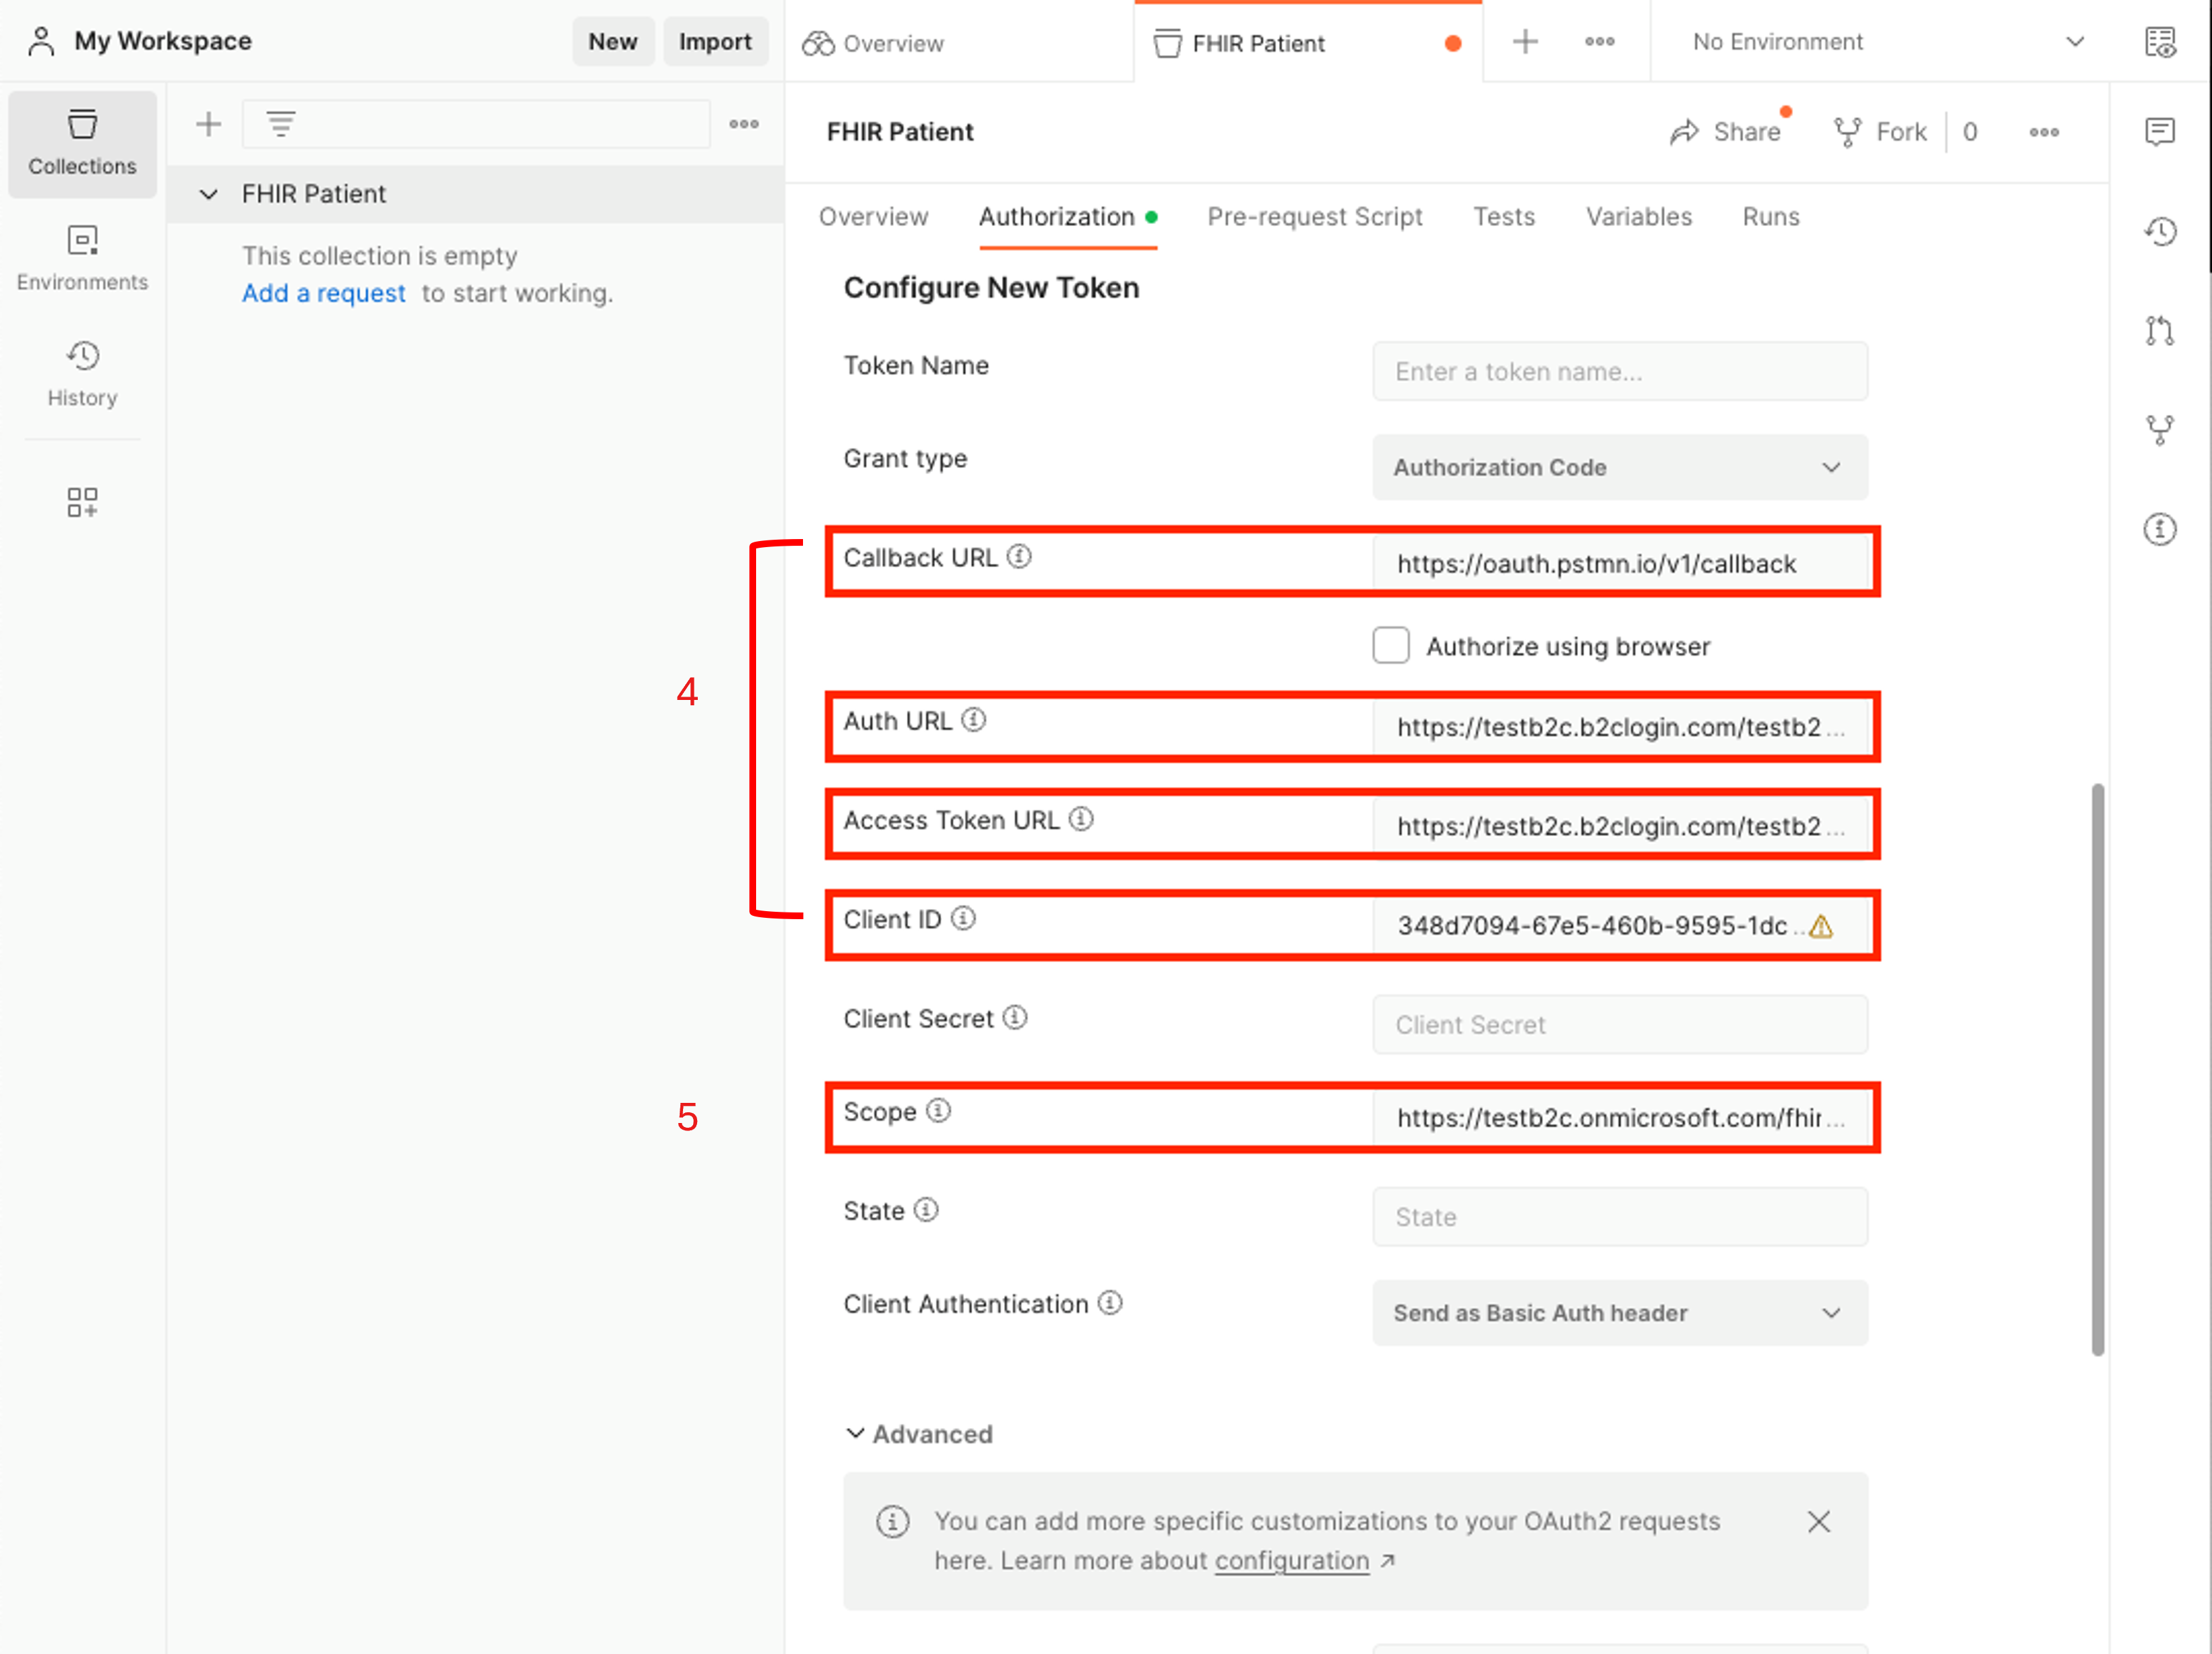 My Workspace
New
Import
Overview
FHIR Patient
No Environment
Collections
Environments
History
FHIR Patient
This collection is empty
Add a request to start working.
FHIR Patient
Share
Fork
0
Overview
Authorization
Pre-request Script
Tests
Variables
Runs
Configure New Token
Token Name
Enter a token name...
Grant type
Authorization Code
4
Callback URL
https://oauth.pstmn.io/v1/callback
Authorize using browser
Auth URL
https://testb2c.b2clogin.com/testb2...
Access Token URL
https://testb2c.b2clogin.com/testb2...
Client ID
348d7094-67e5-460b-9595-1dc..
Client Secret
Client Secret
5
Scope
https://testb2c.onmicrosoft.com/fhir...
State
State
Client Authentication
Send as Basic Auth header
Advanced
You can add more specific customizations to your OAuth2 requests
here. Learn more about configuration ↗